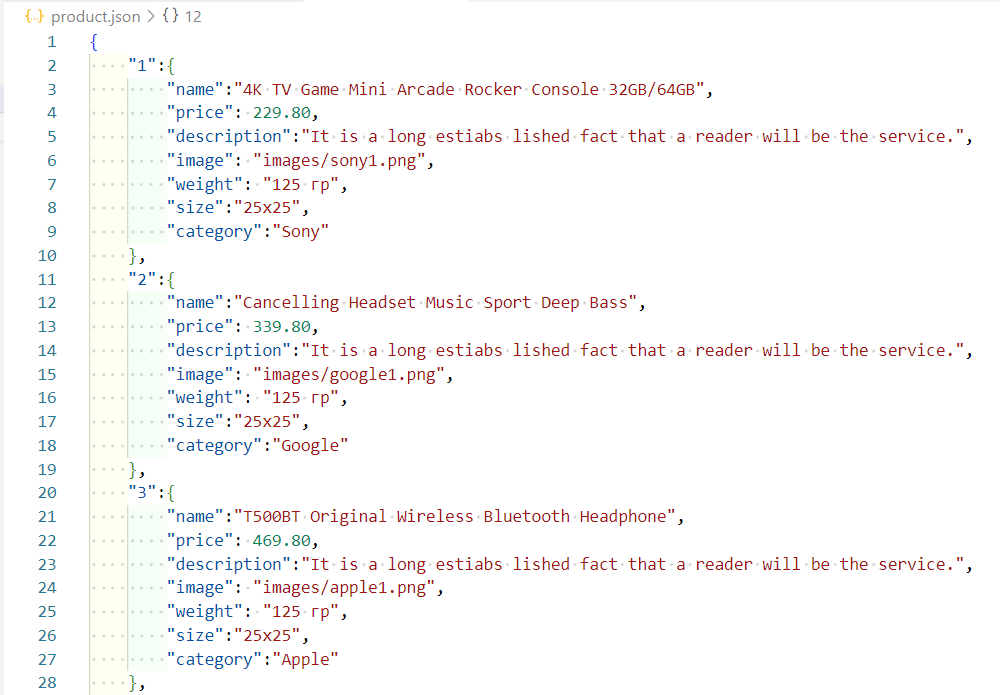 {..} product.json > {} 12
1 {
2 "1":{
3 "name":"4K TV Game Mini Arcade Rocker Console 32GB/64GB",
4 "price": 229.80,
5 "description":"It is a long estiabs lished fact that a reader will be the service.",
6 "image": "images/sony1.png",
7 "weight": "125 гр",
8 "size":"25x25",
9 "category":"Sony"
10 },
11 "2":{
12 "name":"Cancelling Headset Music Sport Deep Bass",
13 "price": 339.80,
14 "description":"It is a long estiabs lished fact that a reader will be the service.",
15 "image": "images/google1.png",
16 "weight": "125 гр",
17 "size":"25x25",
18 "category":"Google"
19 },
20 "3":{
21 "name":"T500BT Original Wireless Bluetooth Headphone",
22 "price": 469.80,
23 "description":"It is a long estiabs lished fact that a reader will be the service.",
24 "image": "images/apple1.png",
25 "weight": "125 гр",
26 "size":"25x25",
27 "category":"Apple"
28 },